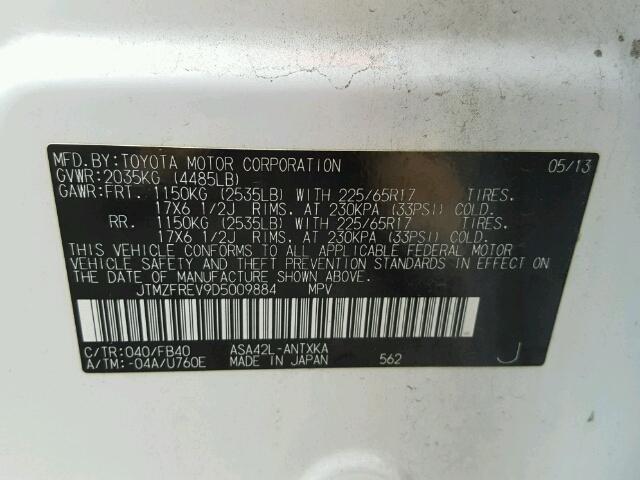 MFD.BY:TOYOTA MOTOR CORPORATION 05/13
GVWR:2035KG (4485LB)
GAWR:FRT. 1150KG (2535LB) WITH 225/65R17 TIRES.
17X6 1/2J RIMS, AT 230KPA (33PSI) COLD.
RR. 1150KG (2535LB) WITH 225/65R17 TIRES.
17X6 1/2J RIMS, AT 230KPA (33PSI) COLD.
THIS VEHICLE CONFORMS TO ALL APPLICABLE FEDERAL MOTOR
VEHICLE SAFETY AND THEFT PREVENTION STANDARDS IN EFFECT ON
THE DATE OF MANUFACTURE SHOWN ABOVE.
JTMZFREV9D5009884 MPV
C/TR:040/FB40 ASA42L-ANTXKA
A/TM:-04A/U760E MADE IN JAPAN 562 J